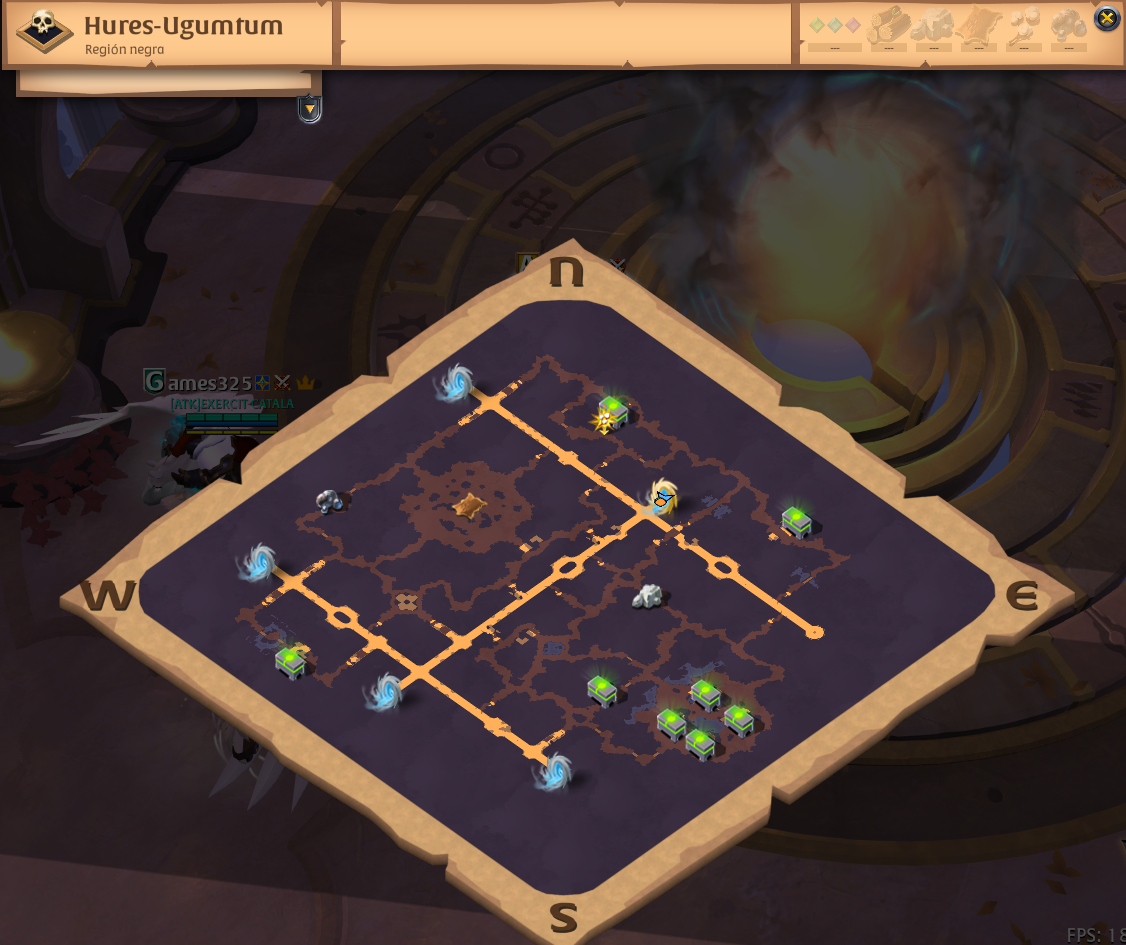 Hures-Ugumtum
Región negra
---
---
---
---
---
---
N
Games325
[ATK]EXERCIT CATALA
W
E
S
FPS: 18